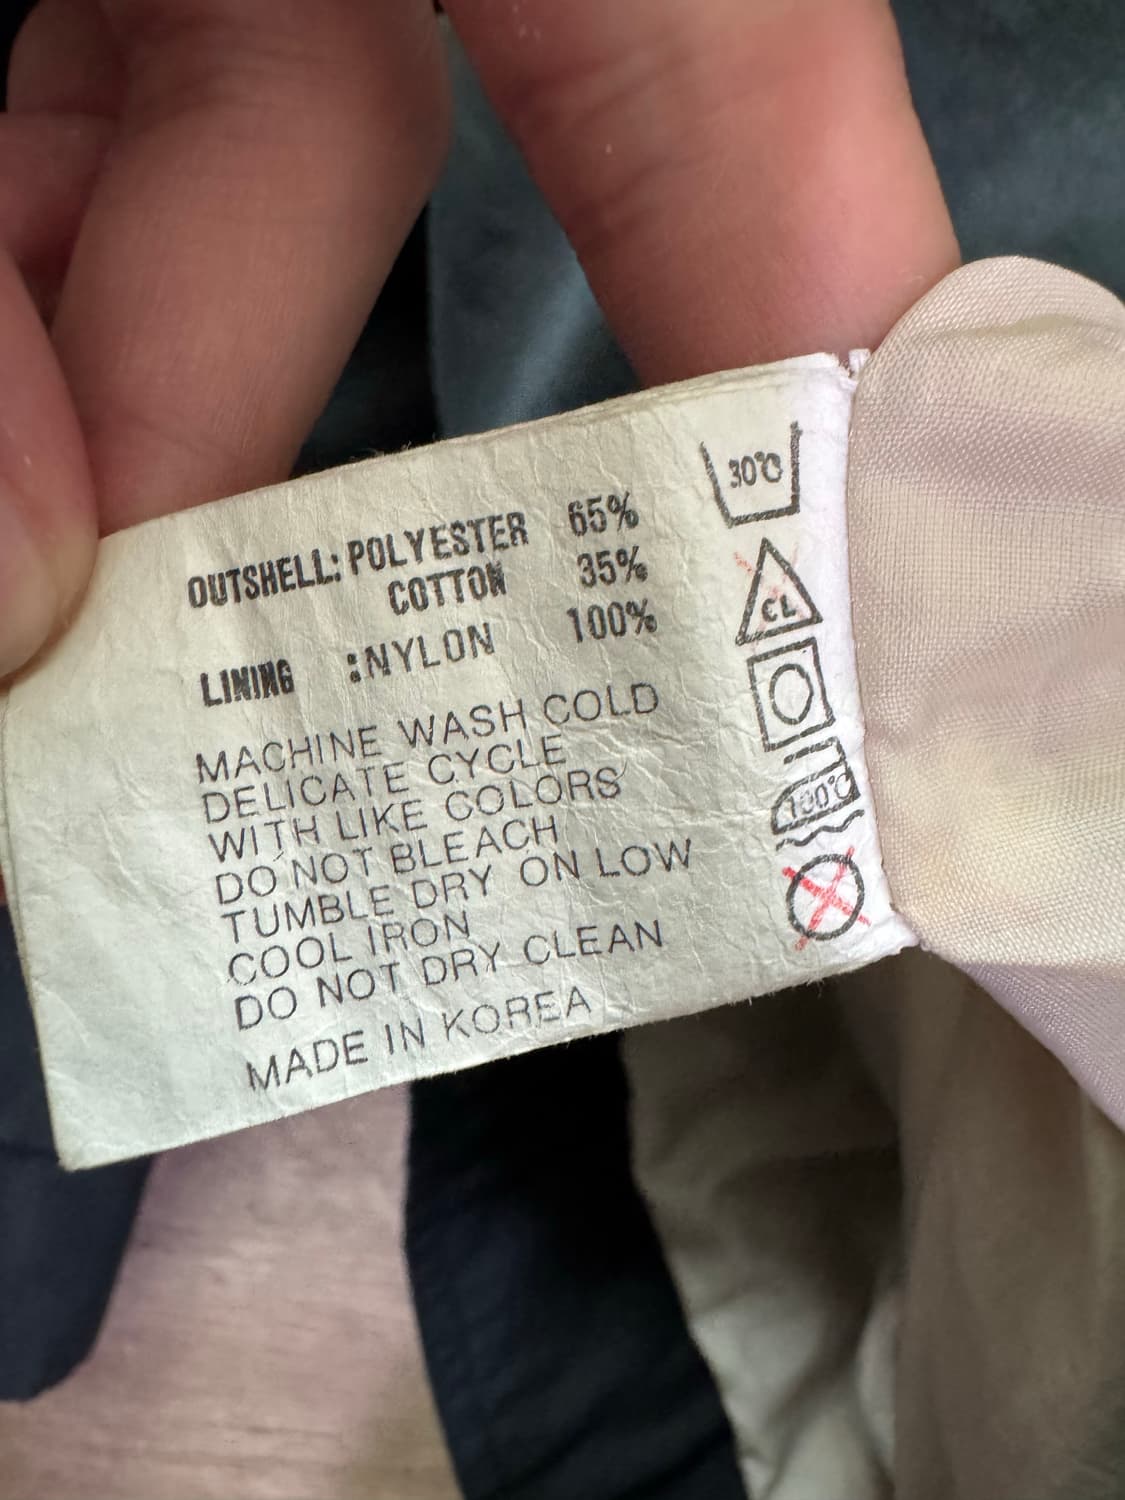 OUTSHELL: POLYESTER 65%
COTTON 35%
LINING :NYLON 100%
MACHINE WASH COLD
DELICATE CYCLE
WITH LIKE COLORS
DO NOT BLEACH
TUMBLE DRY ON LOW
COOL IRON
DO NOT DRY CLEAN
MADE IN KOREA
30℃
CL
100℃